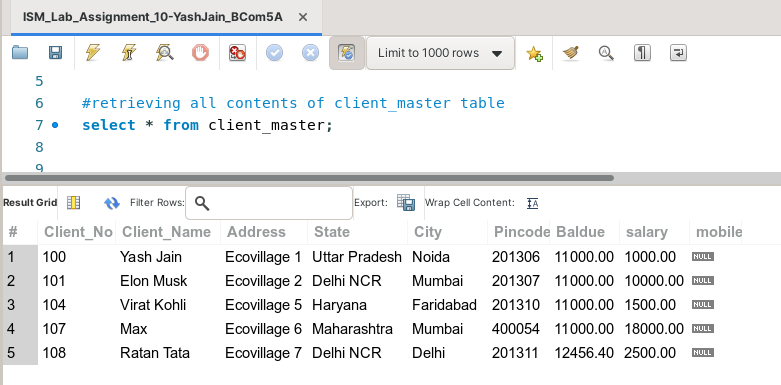 ISM_Lab_Assignment_10-YashJain_BCom5A ×
Limit to 1000 rows
5
6 #retrieving all contents of client_master table
7 select * from client_master;
8
9
Result Grid Filter Rows: Export: Wrap Cell Content: IA
# Client_No Client_Name Address State City Pincode Baldue salary mobile
1 100 Yash Jain Ecovillage 1 Uttar Pradesh Noida 201306 11000.00 1000.00 NULL
2 101 Elon Musk Ecovillage 2 Delhi NCR Mumbai 201307 11000.00 10000.00 NULL
3 104 Virat Kohli Ecovillage 5 Haryana Faridabad 201310 11000.00 1500.00 NULL
4 107 Max Ecovillage 6 Maharashtra Mumbai 400054 11000.00 18000.00 NULL
5 108 Ratan Tata Ecovillage 7 Delhi NCR Delhi 201311 12456.40 2500.00 NULL